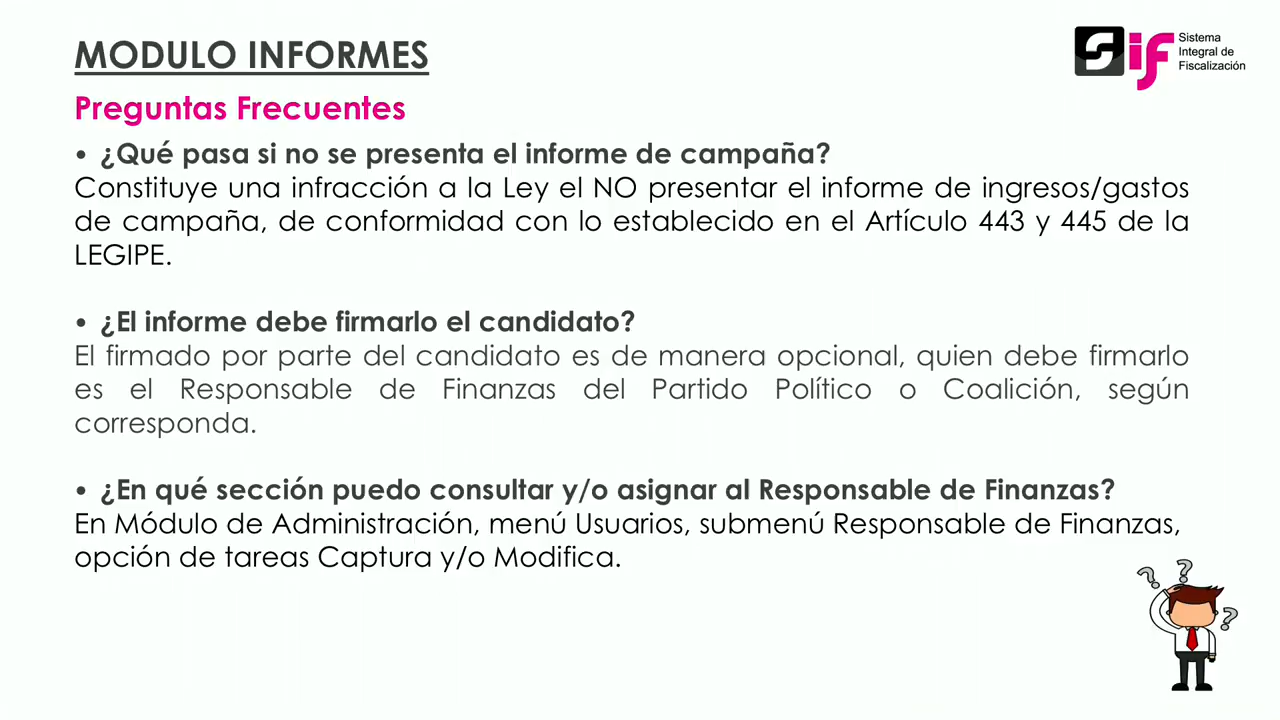 MODULO INFORMES
Sistema
Integral de
Fiscalización
sif
Preguntas Frecuentes
• ¿Qué pasa si no se presenta el informe de campaña?
Constituye una infracción a la Ley el NO presentar el informe de ingresos/gastos
de campaña, de conformidad con lo establecido en el Artículo 443 y 445 de la
LEGIPE.
• ¿El informe debe firmarlo el candidato?
El firmado por parte del candidato es de manera opcional, quien debe firmarlo
es el Responsable de Finanzas del Partido Político o Coalición, según
corresponda.
• ¿En qué sección puedo consultar y/o asignar al Responsable de Finanzas?
En Módulo de Administración, menú Usuarios, submenú Responsable de Finanzas,
opción de tareas Captura y/o Modifica.
? ? ?